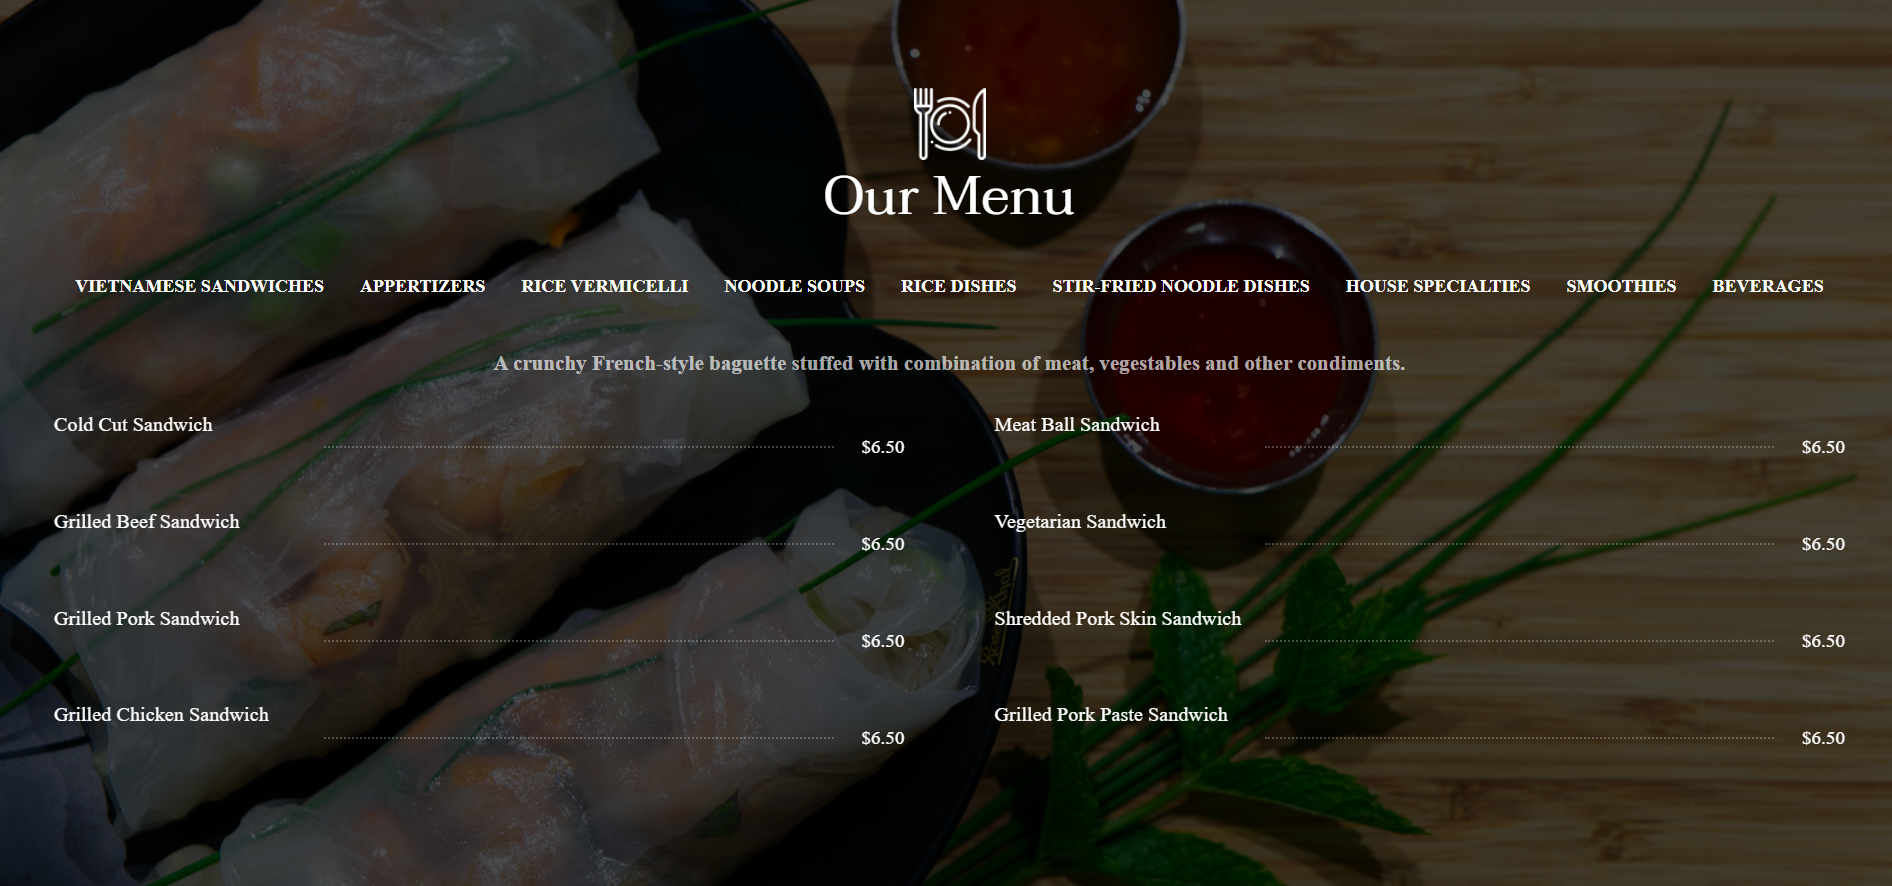 Our Menu
VIETNAMESE SANDWICHES APPERTIZERS RICE VERMICELLI NOODLE SOUPS RICE DISHES STIR-FRIED NOODLE DISHES HOUSE SPECIALTIES SMOOTHIES BEVERAGES
A crunchy French-style baguette stuffed with combination of meat, vegestables and other condiments.
Cold Cut Sandwich
$6.50
Meat Ball Sandwich
$6.50
Grilled Beef Sandwich
$6.50
Vegetarian Sandwich
$6.50
Grilled Pork Sandwich
$6.50
Shredded Pork Skin Sandwich
$6.50
Grilled Chicken Sandwich
$6.50
Grilled Pork Paste Sandwich
$6.50